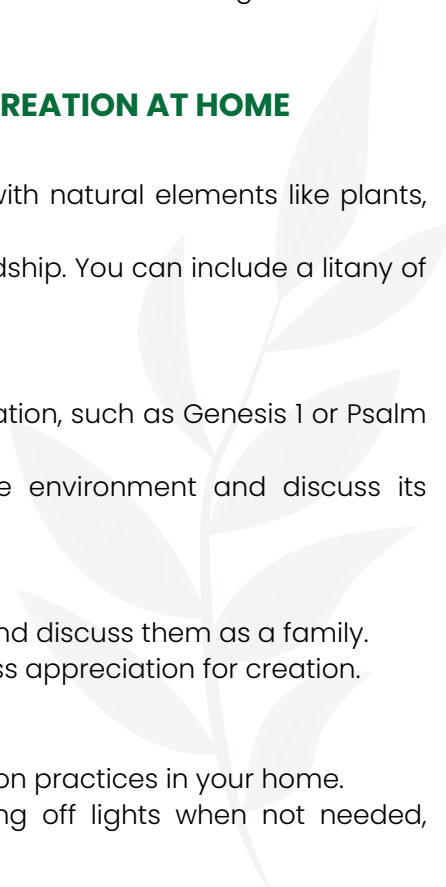 REATION AT HOME
with natural elements like plants,
dship. You can include a litany of
ation, such as Genesis 1 or Psalm
e environment and discuss its
nd discuss them as a family.
ss appreciation for creation.
on practices in your home.
ng off lights when not needed,